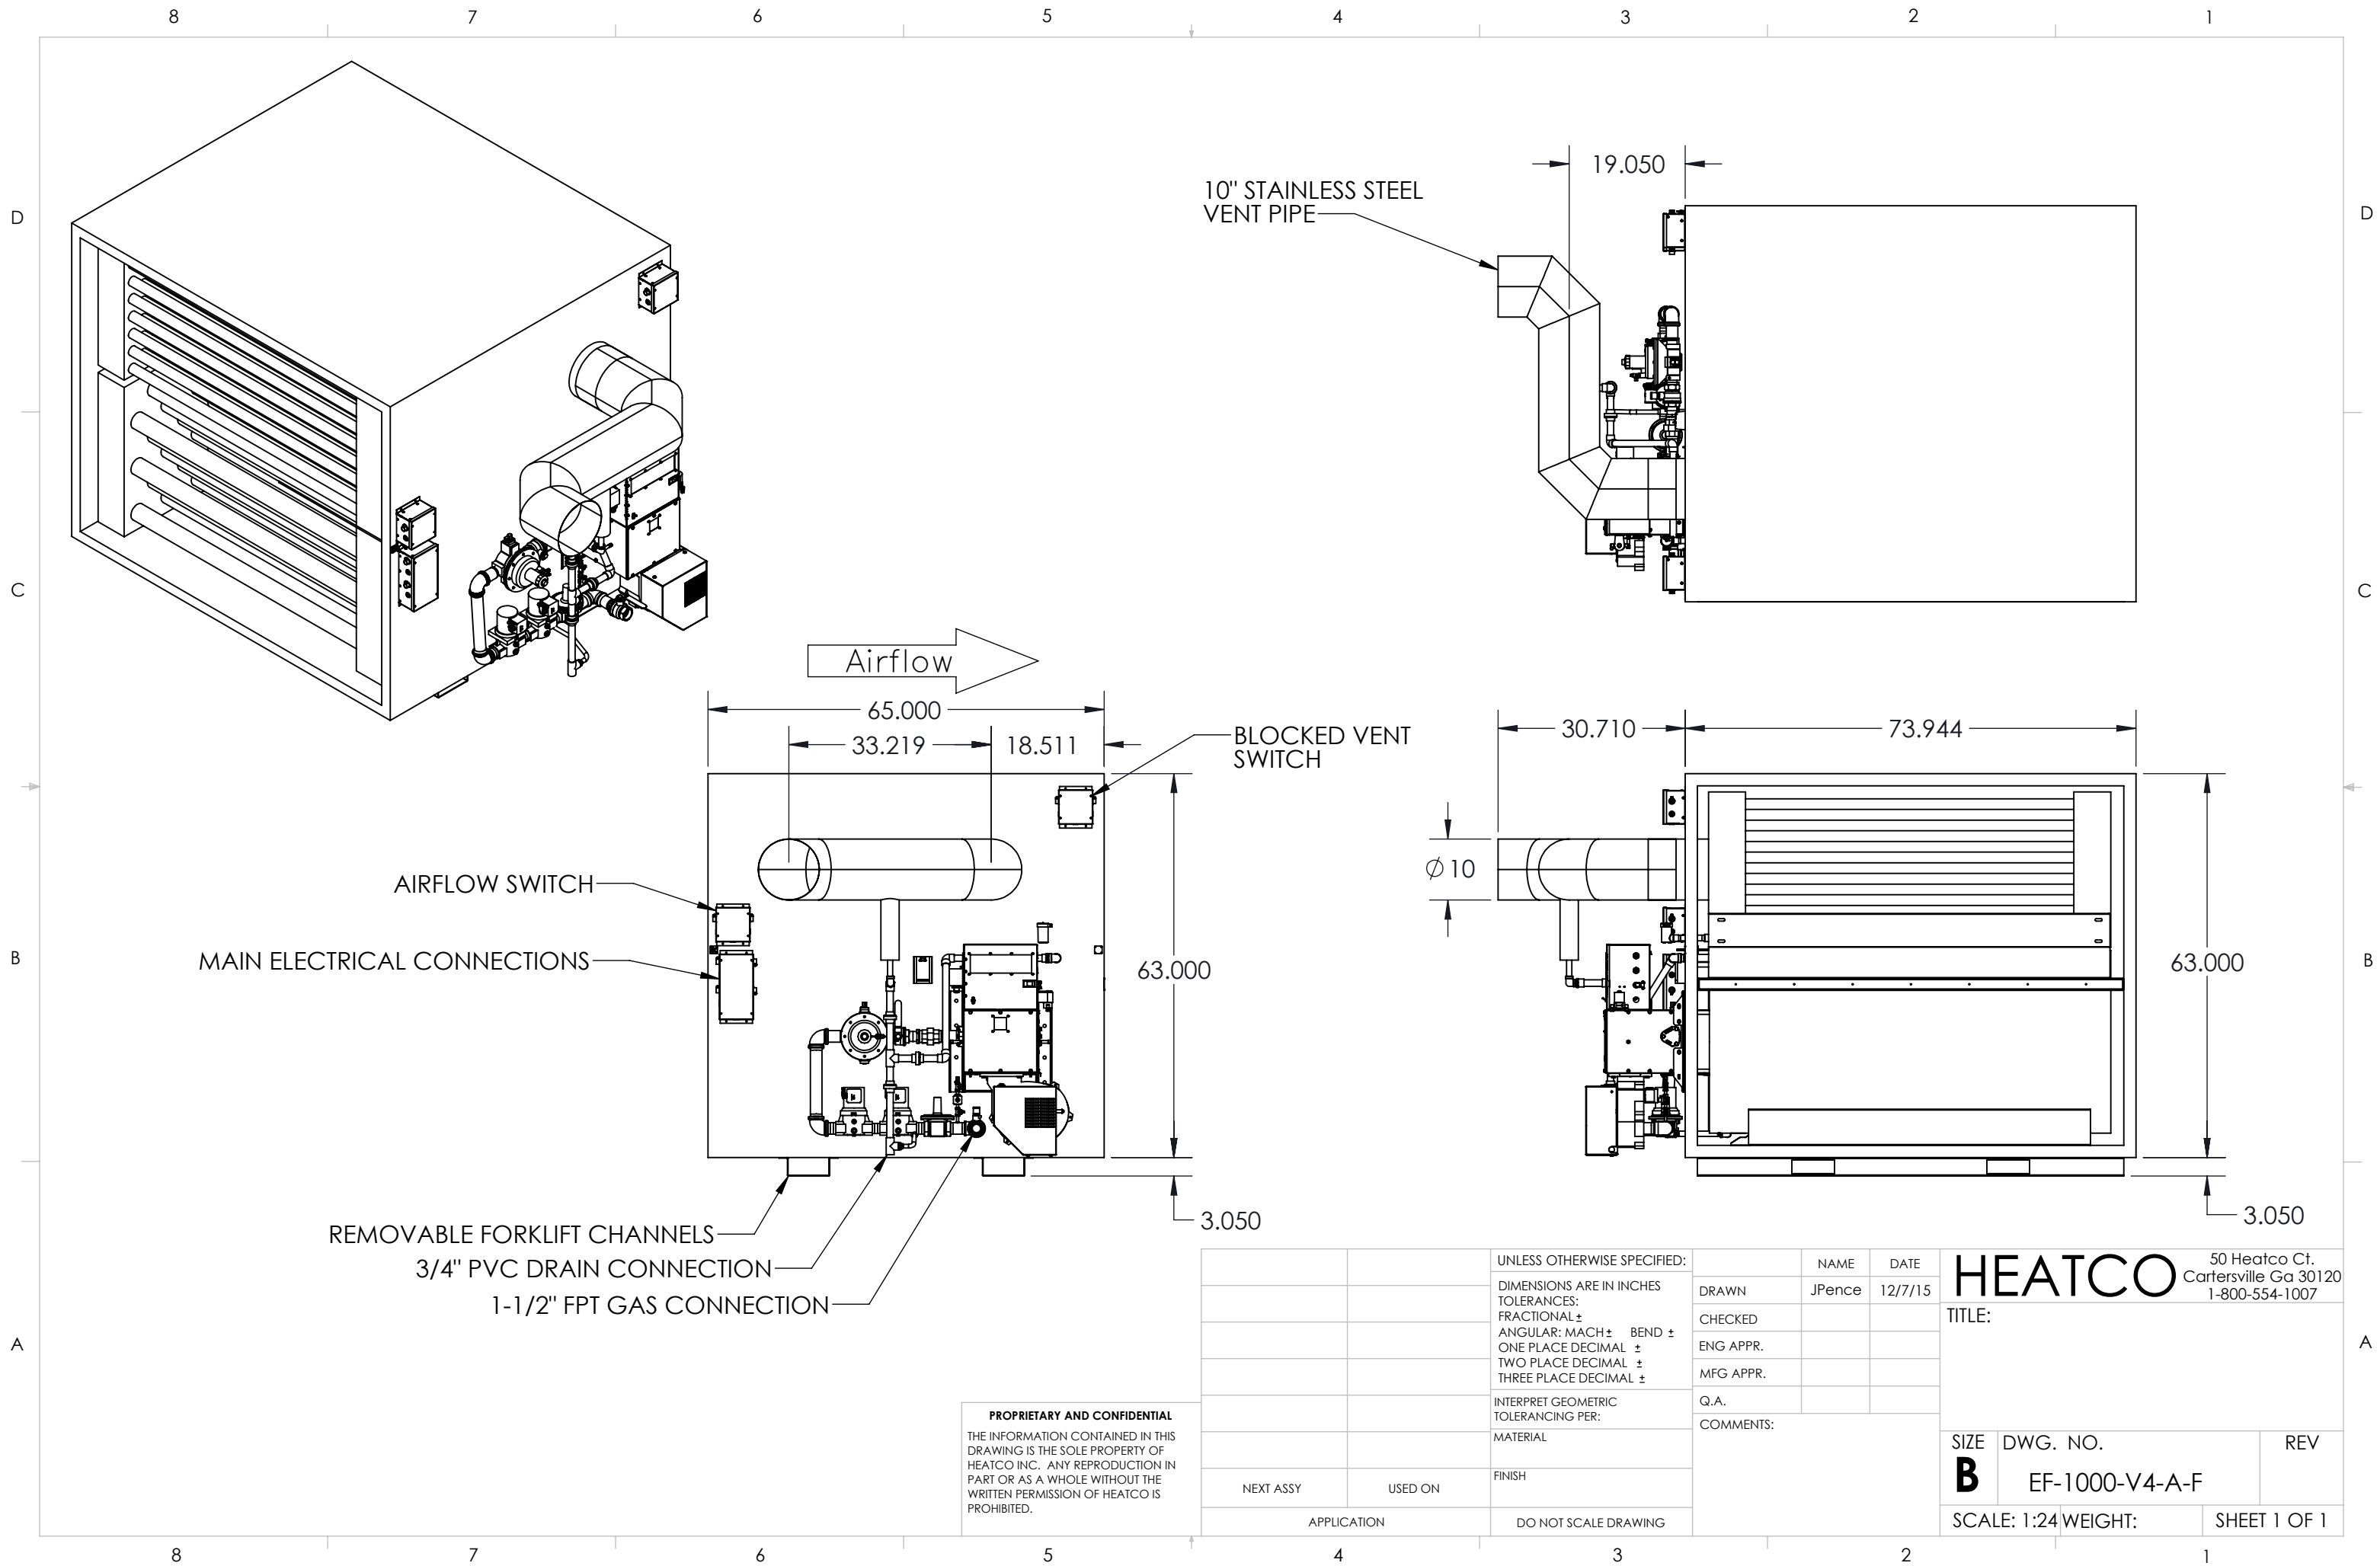 8 7 6 5 4 3 2 1
D
D
C
C
B
B
A
A
10" STAINLESS STEEL
VENT PIPE
19.050
Airflow
65.000
33.219
18.511
BLOCKED VENT
SWITCH
AIRFLOW SWITCH
MAIN ELECTRICAL CONNECTIONS
63.000
REMOVABLE FORKLIFT CHANNELS
3/4" PVC DRAIN CONNECTION
1-1/2" FPT GAS CONNECTION
3.050
30.710
73.944
⌀10
63.000
3.050
PROPRIETARY AND CONFIDENTIAL
THE INFORMATION CONTAINED IN THIS
DRAWING IS THE SOLE PROPERTY OF
HEATCO INC. ANY REPRODUCTION IN
PART OR AS A WHOLE WITHOUT THE
WRITTEN PERMISSION OF HEATCO IS
PROHIBITED.
NEXT ASSY
USED ON
APPLICATION
UNLESS OTHERWISE SPECIFIED:
DIMENSIONS ARE IN INCHES
TOLERANCES:
FRACTIONAL ±
ANGULAR: MACH ± BEND ±
ONE PLACE DECIMAL ±
TWO PLACE DECIMAL ±
THREE PLACE DECIMAL ±
INTERPRET GEOMETRIC
TOLERANCING PER:
MATERIAL
FINISH
DO NOT SCALE DRAWING
NAME DATE
DRAWN JPence 12/7/15
CHECKED
ENG APPR.
MFG APPR.
Q.A.
COMMENTS:
HEATCO
50 Heatco Ct.
Cartersville Ga 30120
1-800-554-1007
TITLE:
SIZE
B
DWG. NO.
EF-1000-V4-A-F
REV
SCALE: 1:24 WEIGHT: SHEET 1 OF 1
8 7 6 5 4 3 2 1